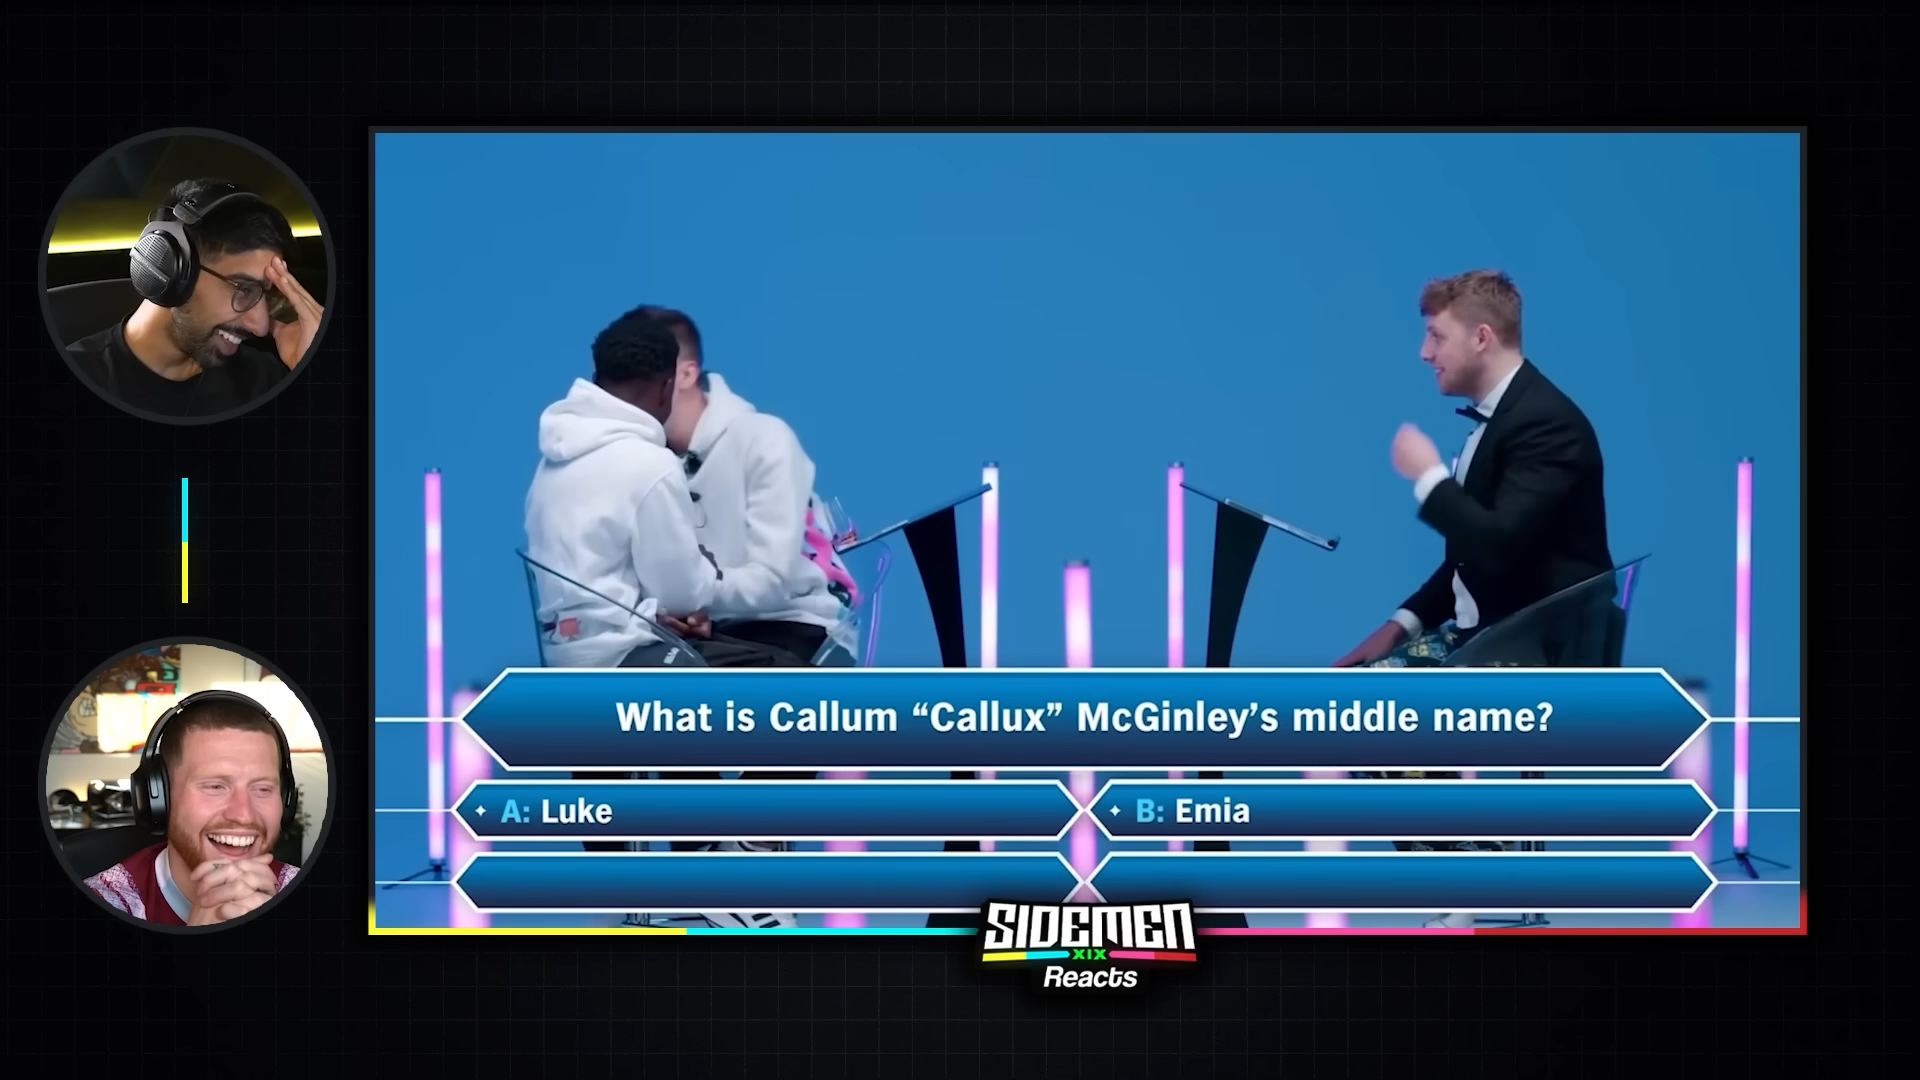 What is Callum “Callux” McGinley’s middle name?
A: Luke
B: Emia
SIDEMEN
XIX
Reacts